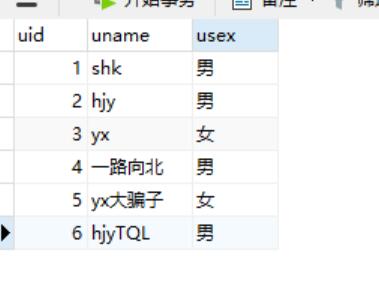 开始事务 备注 筛选
uid uname usex
1 shk 男
2 hjy 男
3 yx 女
4 一路向北 男
5 yx大骗子 女
6 hjyTQL 男